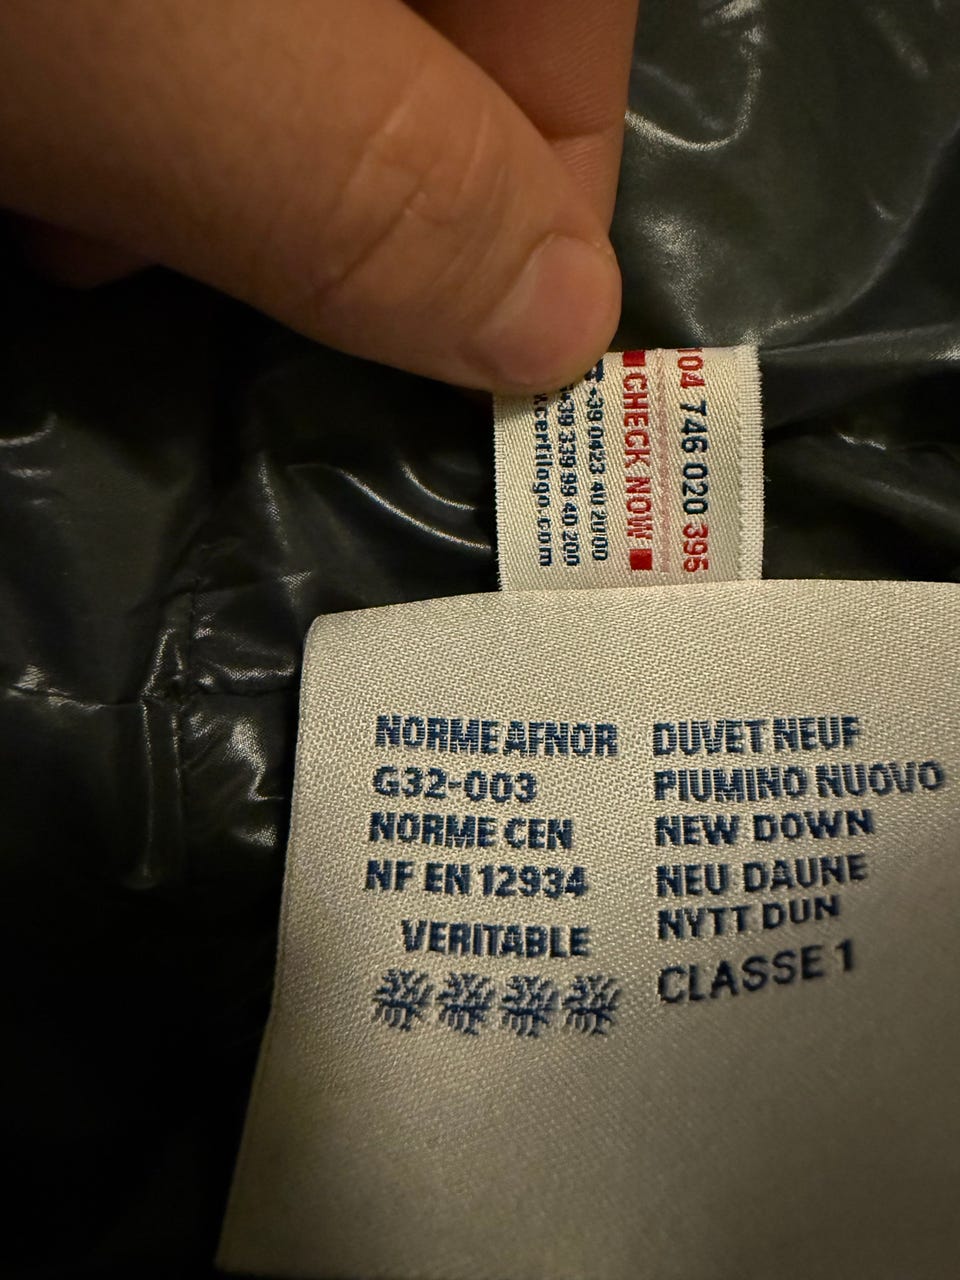 104 746 020 395
CHECK NOW
+39 0423 40 20 00
+39 339 99 40 200
.certilogo.com
NORME AFNOR
G32-003
NORME CEN
NF EN 12934
VERITABLE
DUVET NEUF
PIUMINO NUOVO
NEW DOWN
NEU DAUNE
NYTT DUN
CLASSE 1